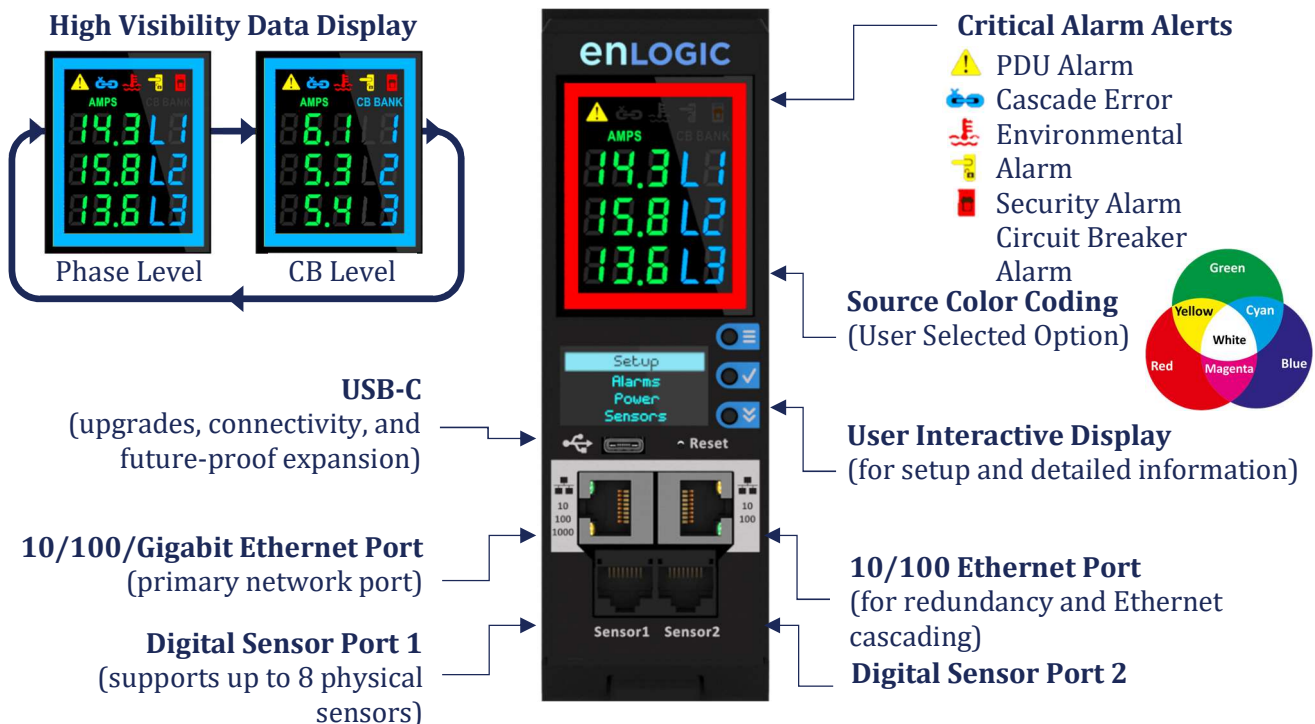 High Visibility Data Display
AMPS CB BANK
14.3 L1
15.8 L2
13.6 L3
Phase Level
AMPS CB BANK
6.1 1
5.3 2
5.4 3
CB Level
enLOGIC
AMPS CB BANK
14.3 L1
15.8 L2
13.6 L3
Setup
Alarms
Power
Sensors
Reset
10
100
1000
10
100
Sensor1 Sensor2
Critical Alarm Alerts
PDU Alarm
Cascade Error
Environmental
Alarm
Security Alarm
Circuit Breaker
Alarm
Source Color Coding
(User Selected Option)
Green
Yellow
Cyan
White
Red
Magenta
Blue
USB-C
(upgrades, connectivity, and
future-proof expansion)
User Interactive Display
(for setup and detailed information)
10/100/Gigabit Ethernet Port
(primary network port)
10/100 Ethernet Port
(for redundancy and Ethernet
cascading)
Digital Sensor Port 1
(supports up to 8 physical
sensors)
Digital Sensor Port 2